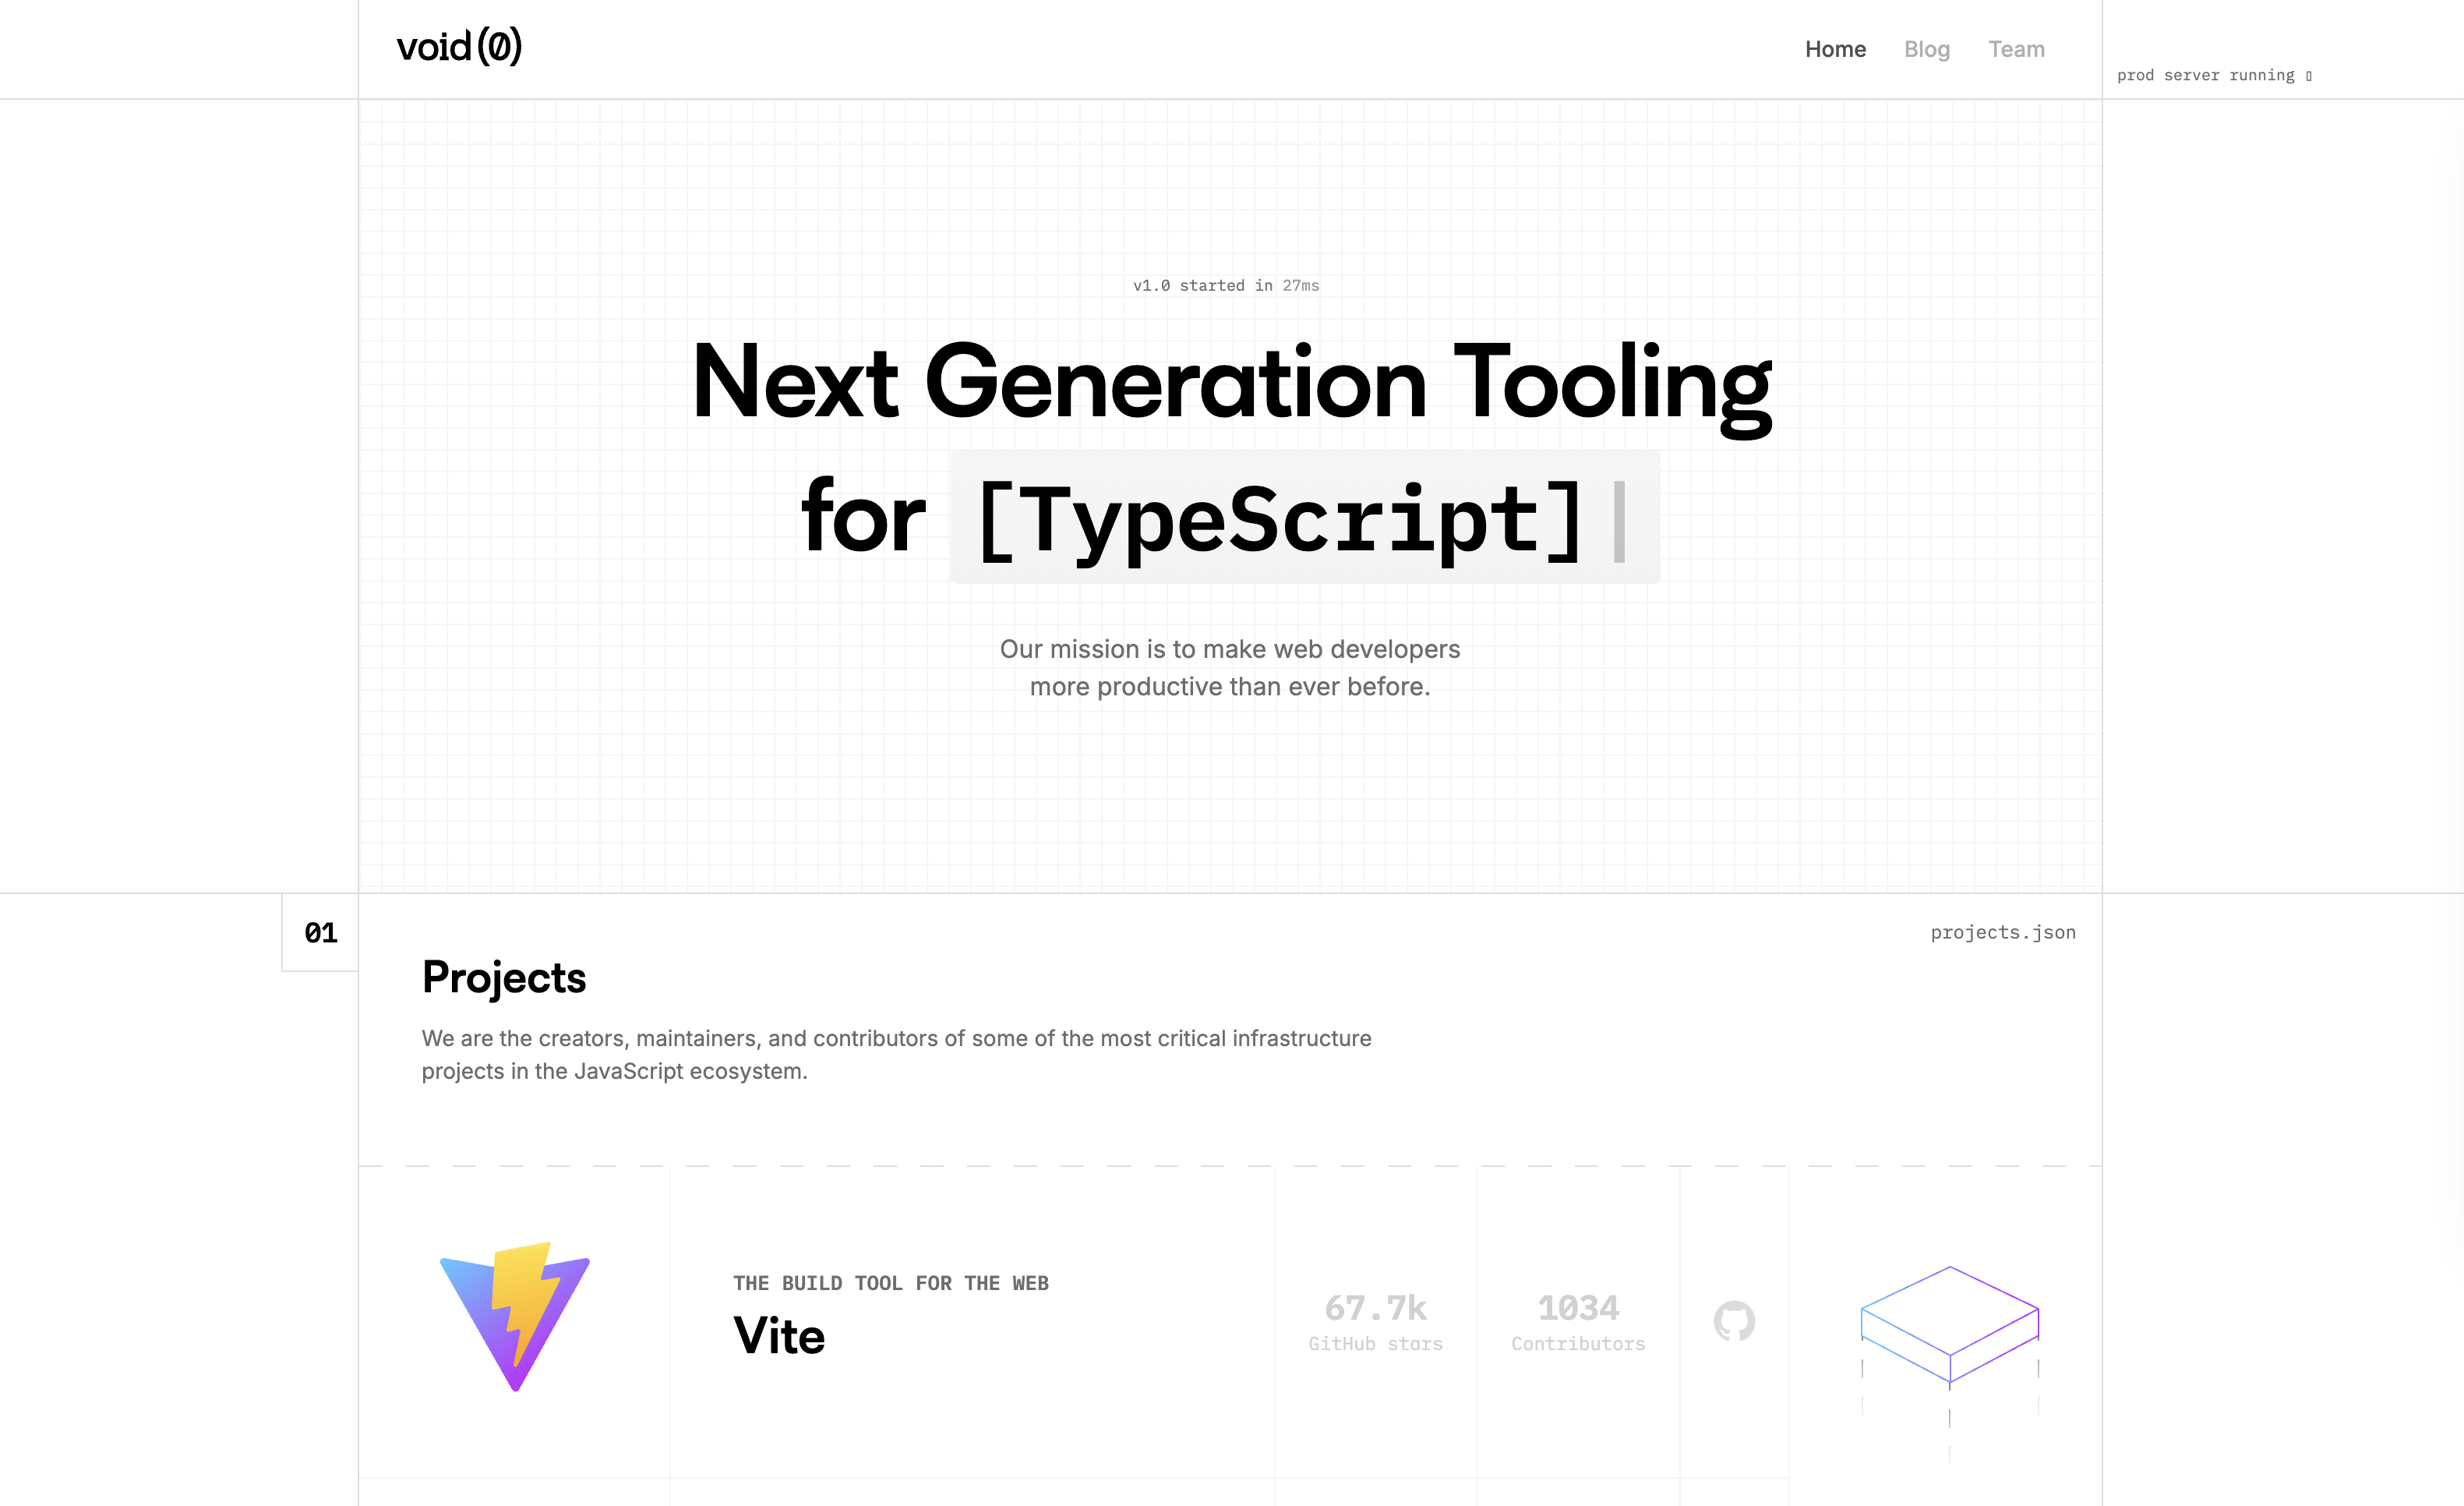 void(0)
Home
Blog
Team
prod server running ▯
v1.0 started in 27ms
Next Generation Tooling
for [TypeScript]
Our mission is to make web developers
more productive than ever before.
01
projects.json
Projects
We are the creators, maintainers, and contributors of some of the most critical infrastructure
projects in the JavaScript ecosystem.
THE BUILD TOOL FOR THE WEB
Vite
67.7k
GitHub stars
1034
Contributors